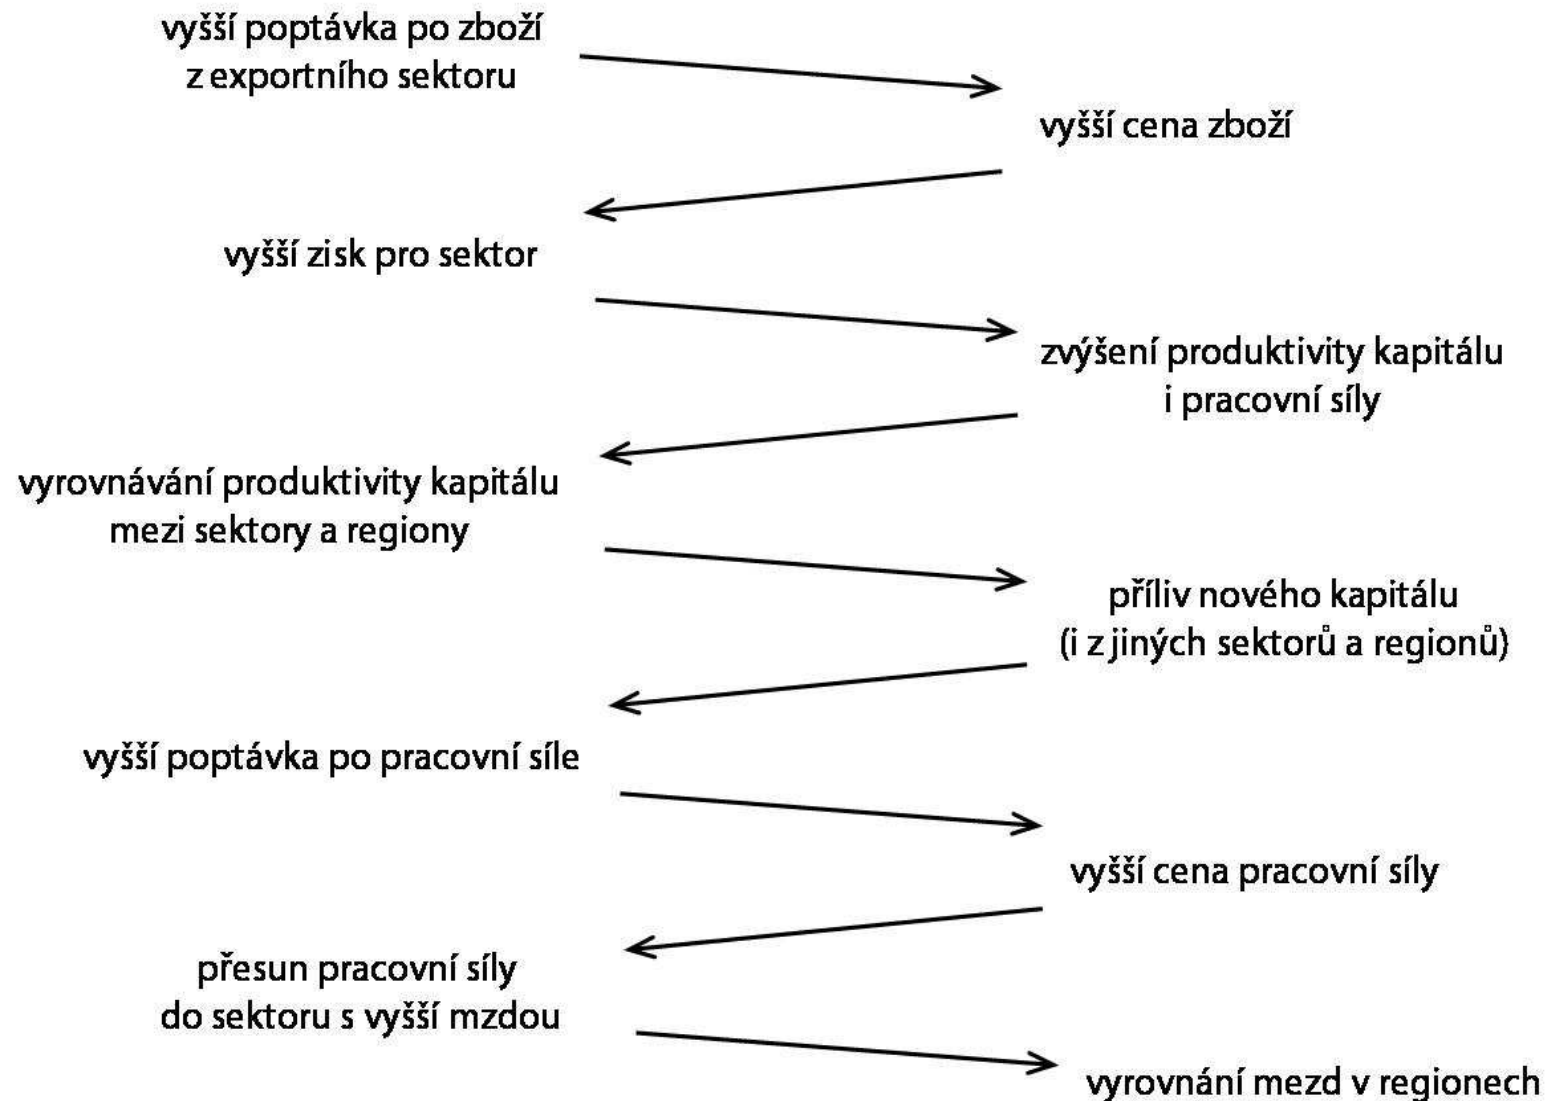 vyšší poptávka po zboží
z exportního sektoru
vyšší cena zboží
vyšší zisk pro sektor
zvýšení produktivity kapitálu
i pracovní síly
vyrovnávání produktivity kapitálu
mezi sektory a regiony
příliv nového kapitálu
(i z jiných sektorů a regionů)
vyšší poptávka po pracovní síle
vyšší cena pracovní síly
přesun pracovní síly
do sektoru s vyšší mzdou
vyrovnání mezd v regionech